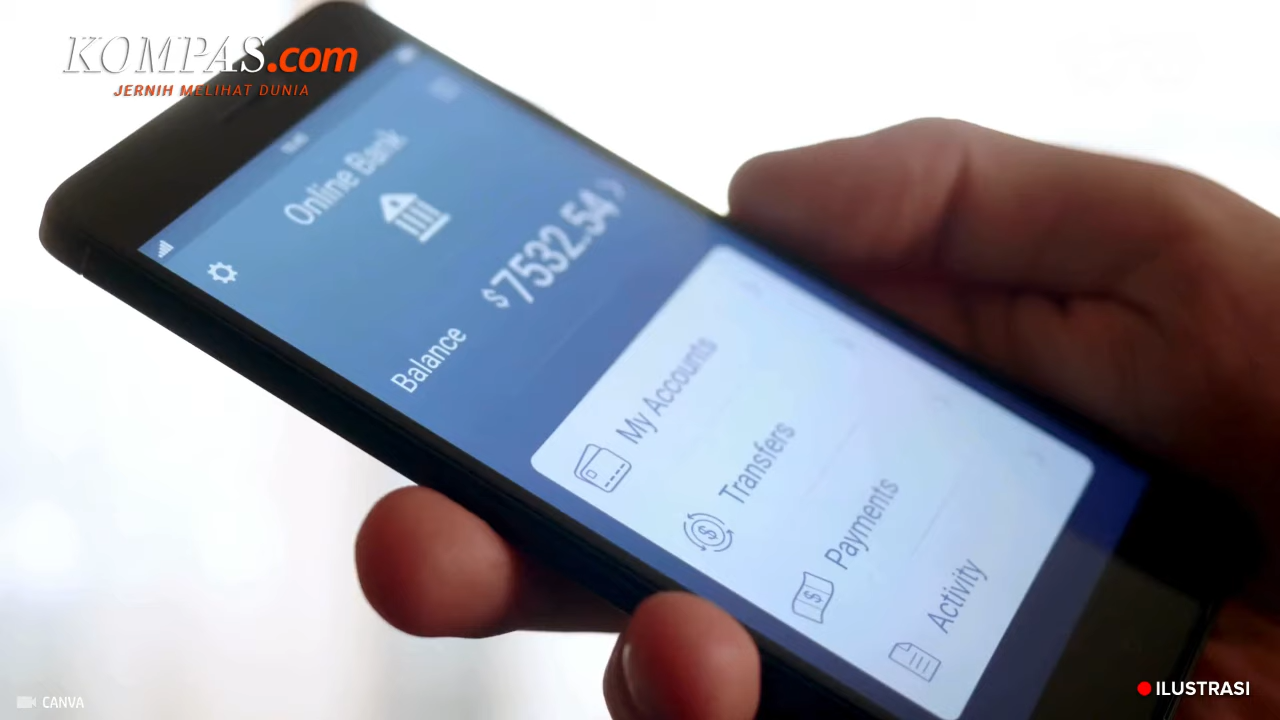 KOMPAS.com
JERNIH MELIHAT DUNIA
Online Bank
Balance
$7532.54
My Accounts
Transfers
Payments
Activity
CANVA
ILUSTRASI